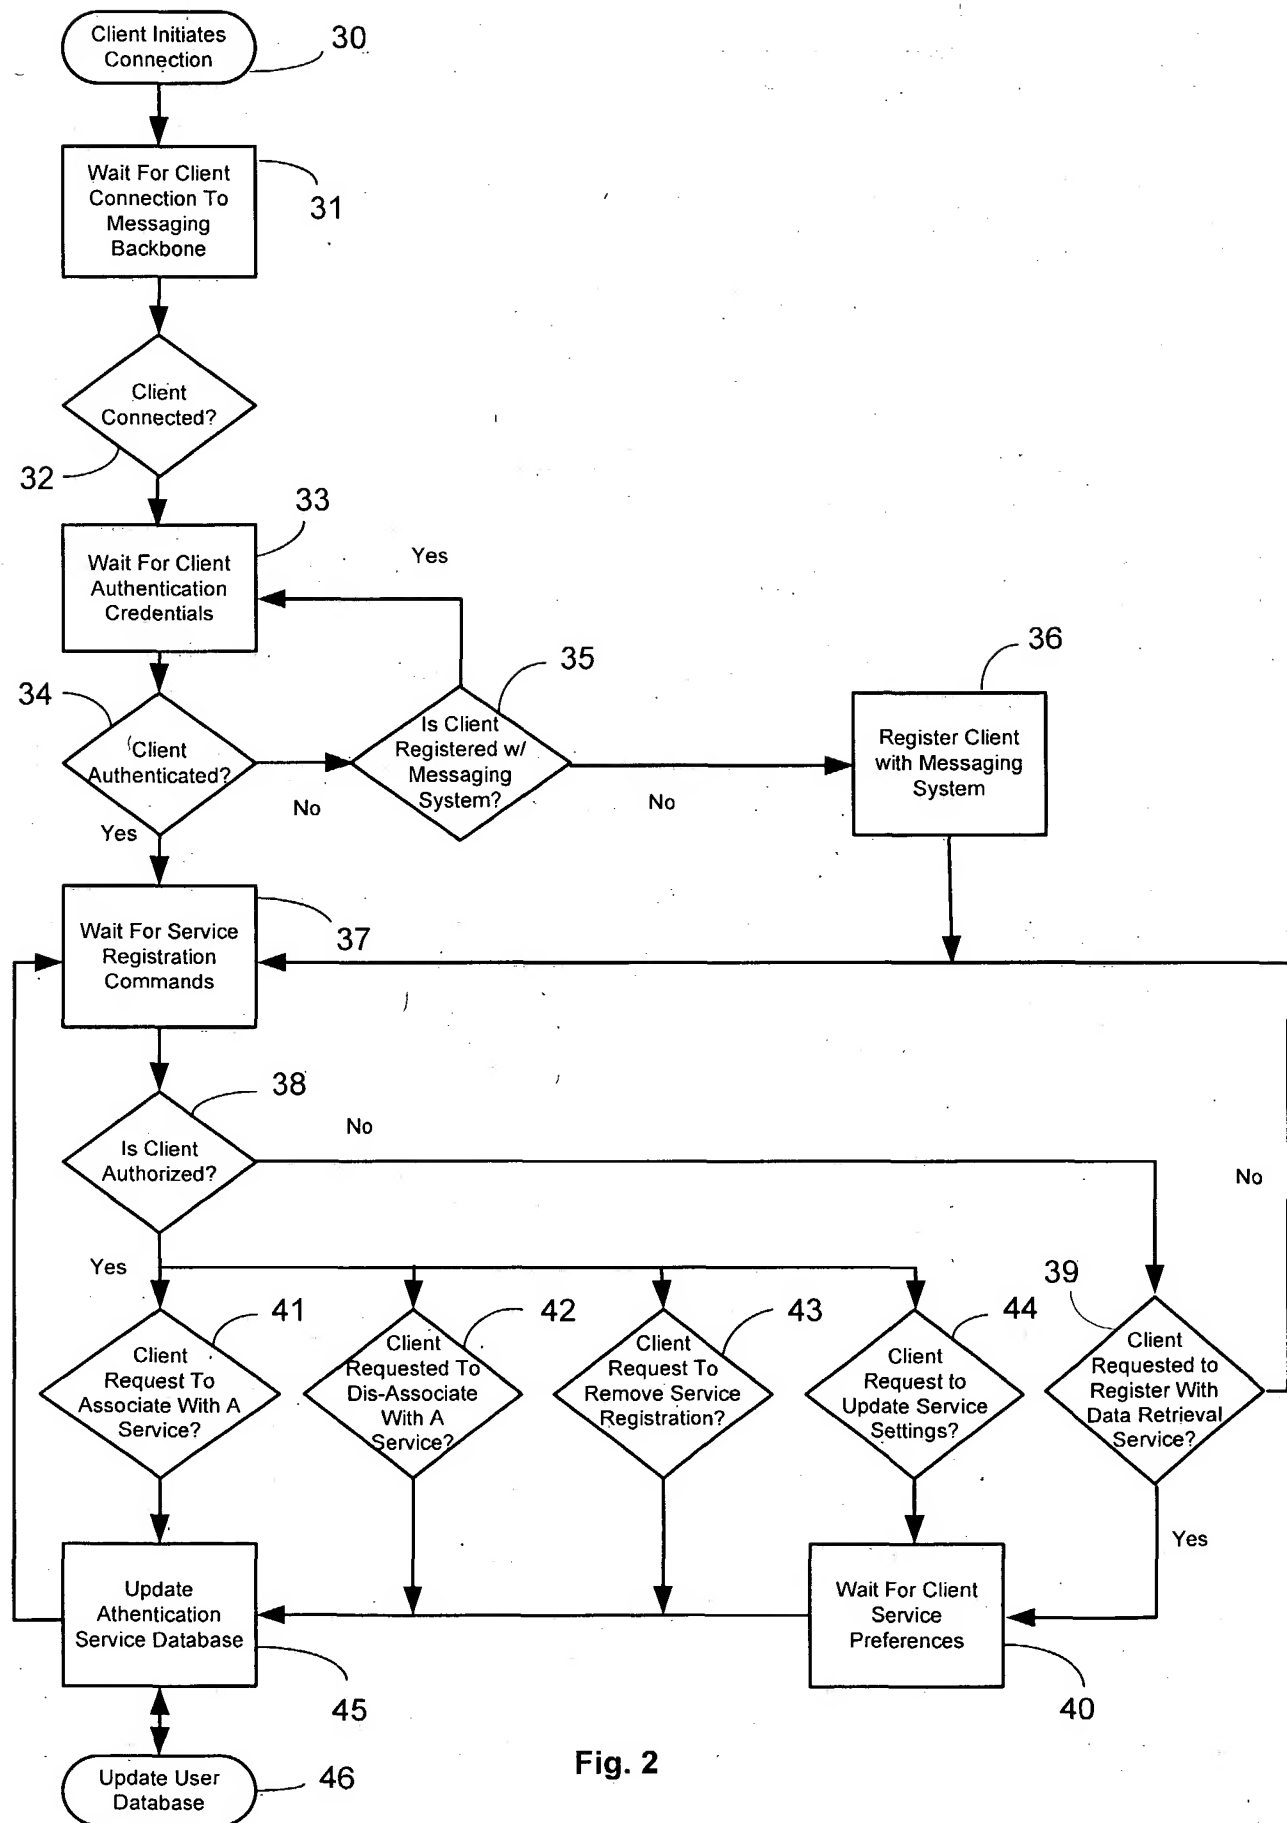 Client Initiates
Connection
30
Wait For Client
Connection To
Messaging
Backbone
31
Client
Connected?
32
33
Wait For Client
Authentication
Credentials
Yes
34
Client
Authenticated?
No
Yes
35
Is Client
Registered w/
Messaging
System?
No
36
Register Client
with Messaging
System
Wait For Service
Registration
Commands
37
38
Is Client
Authorized?
No
Yes
No
41
Client
Request To
Associate With A
Service?
42
Client
Requested To
Dis-Associate
With A
Service?
43
Client
Request To
Remove Service
Registration?
44
Client
Request to
Update Service
Settings?
39
Client
Requested to
Register With
Data Retrieval
Service?
Yes
Update
Athentication
Service Database
45
Wait For Client
Service
Preferences
40
Update User
Database
46
Fig. 2